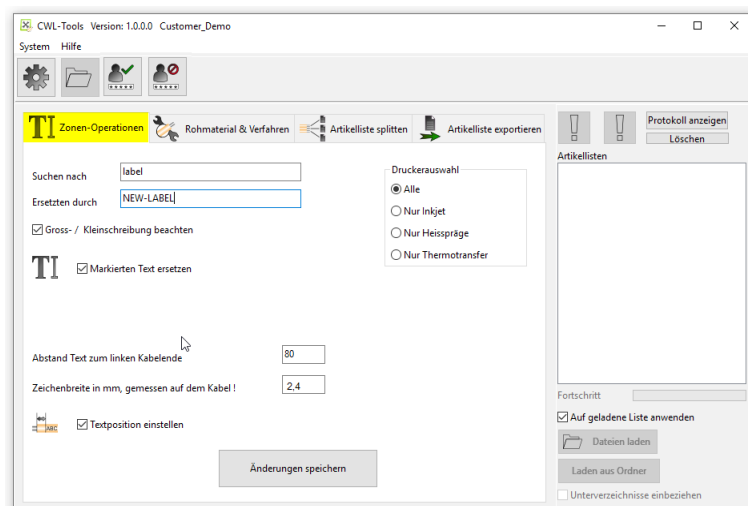 CWL-Tools Version: 1.0.0.0 Customer_Demo
System Hilfe
Zonen-Operationen
Rohmaterial & Verfahren
Artikelliste splitten
Artikelliste exportieren
Suchen nach
label
Ersetzten durch
NEW-LABEL
Gross- / Kleinschreibung beachten
TI
Markierten Text ersetzen
Druckerauswahl
Alle
Nur Inkjet
Nur Heisspräge
Nur Thermotransfer
Abstand Text zum linken Kabelende
80
Zeichenbreite in mm, gemessen auf dem Kabel !
2,4
ABC
Textposition einstellen
Änderungen speichern
Protokoll anzeigen
Löschen
Artikellisten
Fortschritt
Auf geladene Liste anwenden
Dateien laden
Laden aus Ordner
Unterverzeichnisse einbeziehen